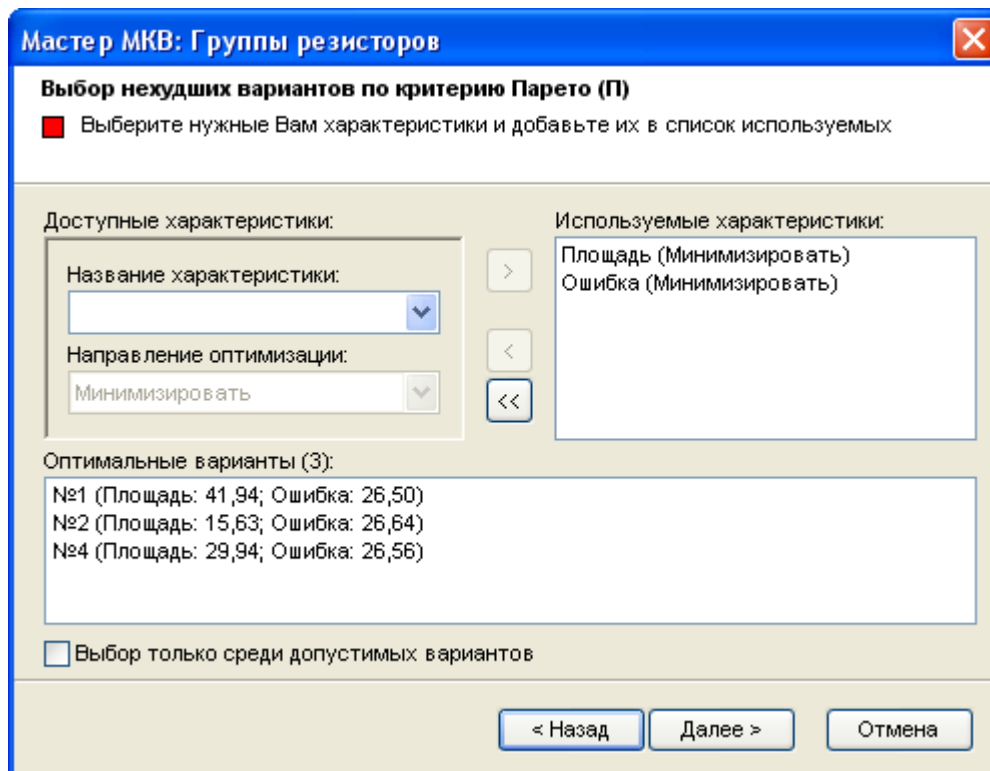 Мастер МКВ: Группы резисторов
Выбор нехудших вариантов по критерию Парето (П)
Выберите нужные Вам характеристики и добавьте их в список используемых
Доступные характеристики:
Название характеристики:
Направление оптимизации:
Минимизировать
>
<
<<
Используемые характеристики:
Площадь (Минимизировать)
Ошибка (Минимизировать)
Оптимальные варианты (3):
№1 (Площадь: 41,94; Ошибка: 26,50)
№2 (Площадь: 15,63; Ошибка: 26,64)
№4 (Площадь: 29,94; Ошибка: 26,56)
Выбор только среди допустимых вариантов
< Назад
Далее >
Отмена